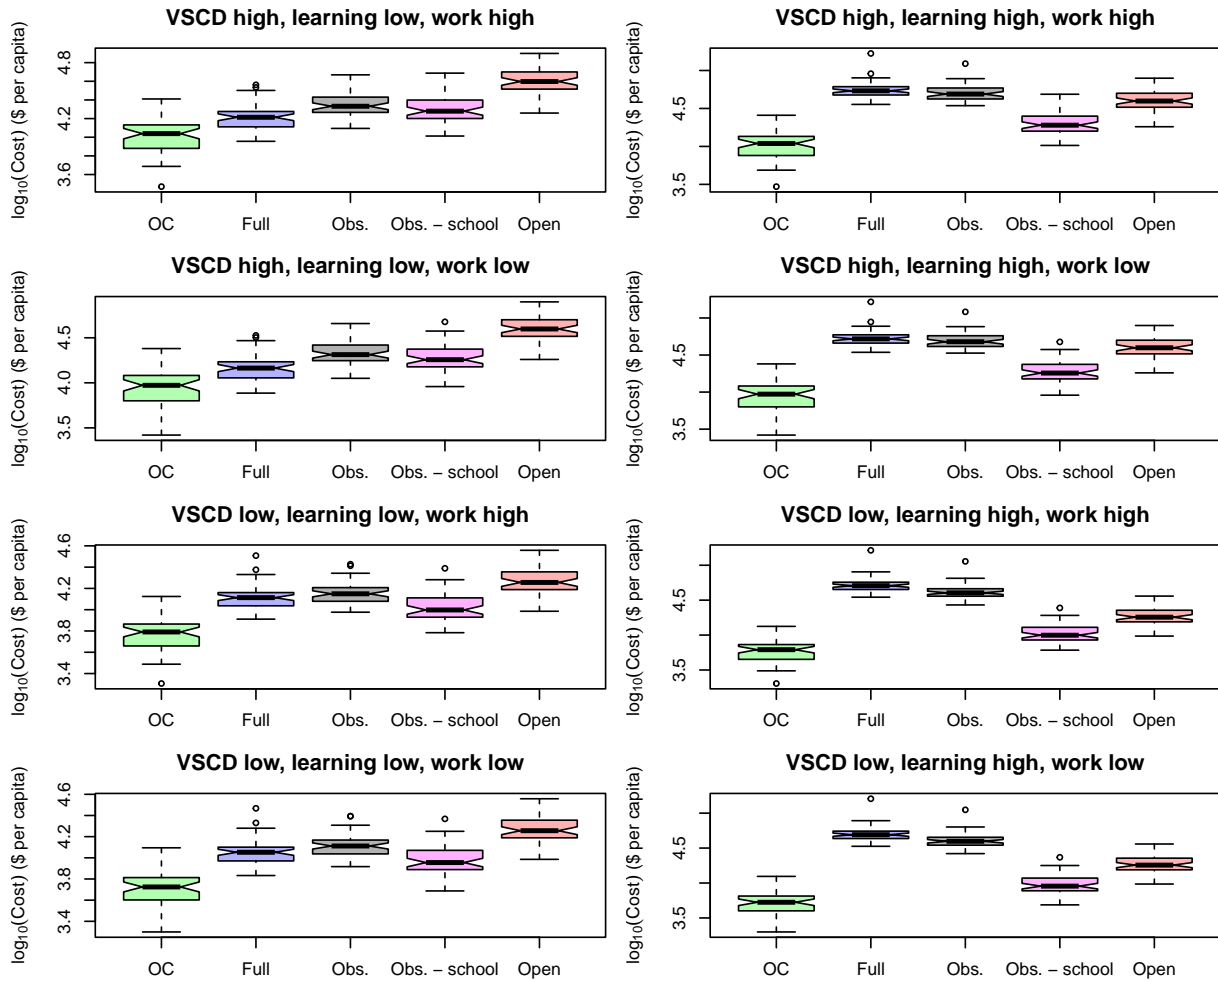 VSCD high, learning low, work high
log10(Cost) ($ per capita)
4.8
4.2
3.6
OC Full Obs. Obs. − school Open
VSCD high, learning high, work high
log10(Cost) ($ per capita)
4.5
3.5
OC Full Obs. Obs. − school Open
VSCD high, learning low, work low
log10(Cost) ($ per capita)
4.5
4.0
3.5
OC Full Obs. Obs. − school Open
VSCD high, learning high, work low
log10(Cost) ($ per capita)
4.5
3.5
OC Full Obs. Obs. − school Open
VSCD low, learning low, work high
log10(Cost) ($ per capita)
4.6
4.2
3.8
3.4
OC Full Obs. Obs. − school Open
VSCD low, learning high, work high
log10(Cost) ($ per capita)
4.5
3.5
OC Full Obs. Obs. − school Open
VSCD low, learning low, work low
log10(Cost) ($ per capita)
4.6
4.2
3.8
3.4
OC Full Obs. Obs. − school Open
VSCD low, learning high, work low
log10(Cost) ($ per capita)
4.5
3.5
OC Full Obs. Obs. − school Open